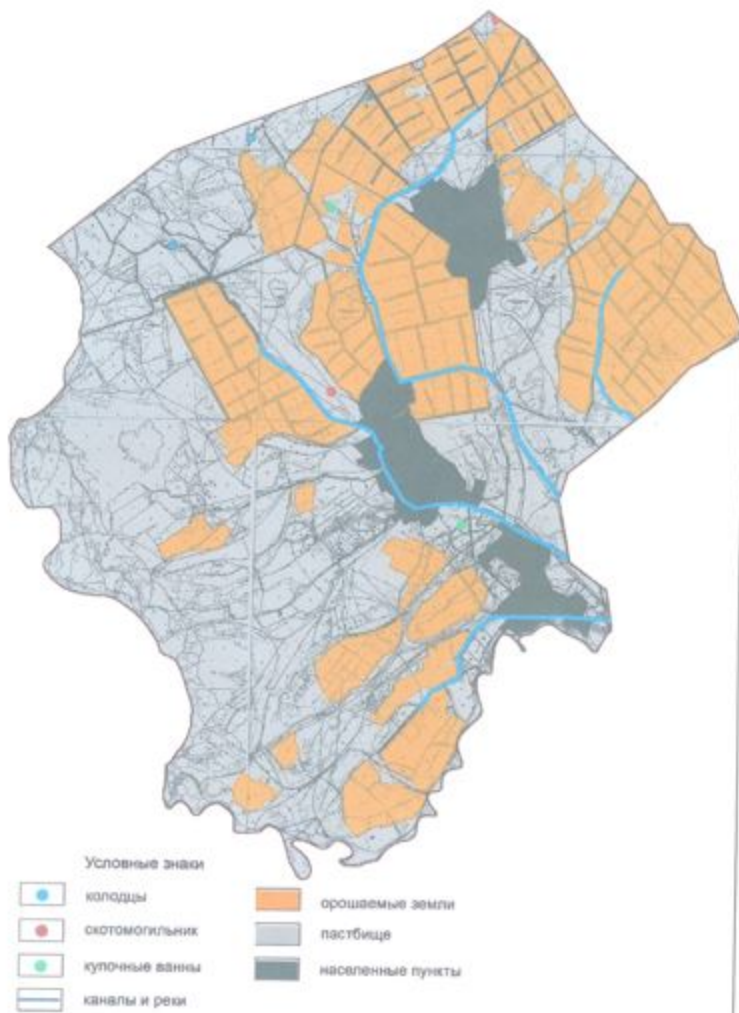 Условные знаки
колодцы
скотомогильник
купочные ванны
каналы и реки
орошаемые земли
пастбище
населенные пункты